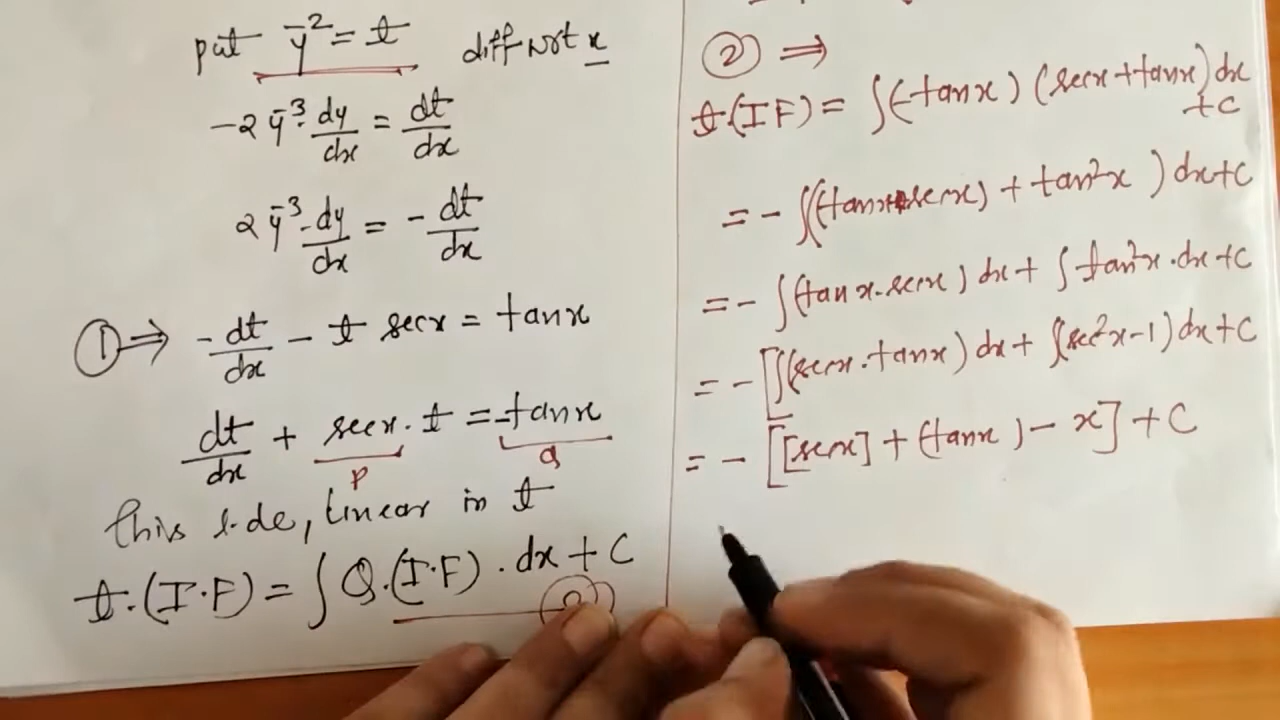 put y⁻² = t diff wrt x
-2 y⁻³ · dy/dx = dt/dx
2 y⁻³ · dy/dx = - dt/dx
① ⇒ - dt/dx - t secx = tanx
dt/dx + secx · t = -tanx
P Q
this l·de, linear in t
t·(I·F) = ∫ Q·(I·F) · dx + C
② ⇒
t·(IF) = ∫(-tanx) (secx + tanx) dx
+C
= - ∫((tanx·secx) + tan²x) dx + C
= - ∫(tanx·secx) dx + ∫tan²x·dx + C
= - [∫(secx·tanx) dx + ∫(sec²x-1) dx + C
= - [[secx] + (tanx) - x] + C